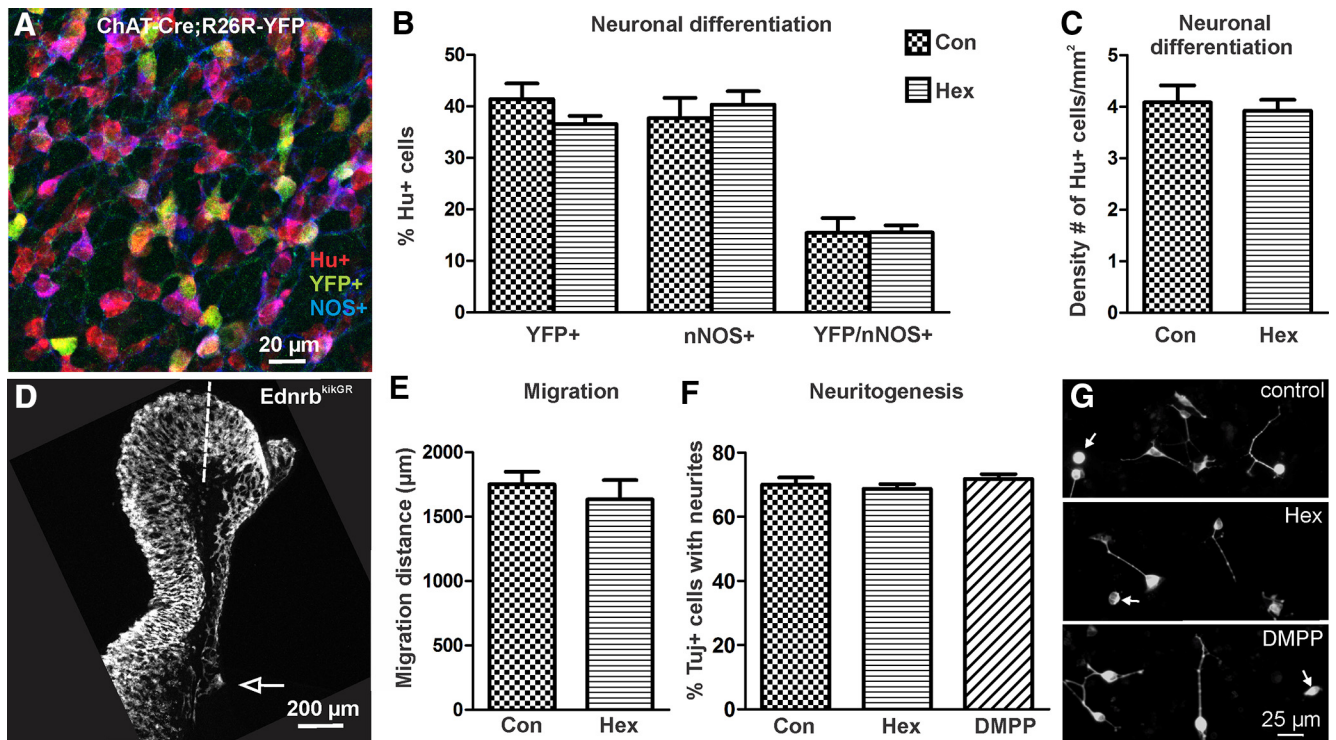 A
ChAT-Cre;R26R-YFP
Hu+
YFP+
NOS+
20 µm
B
Neuronal differentiation
Con
Hex
% Hu+ cells
50
40
30
20
10
0
YFP+
nNOS+
YFP/nNOS+
C
Neuronal
differentiation
Density # of Hu+ cells/mm²
5
4
3
2
1
0
Con
Hex
D
Ednrbᵏⁱᵏᴳᴿ
200 µm
E
Migration
Migration distance (µm)
2000
1500
1000
500
0
Con
Hex
F
Neuritogenesis
% Tuj+ cells with neurites
80
60
40
20
0
Con
Hex
DMPP
G
control
Hex
DMPP
25 µm